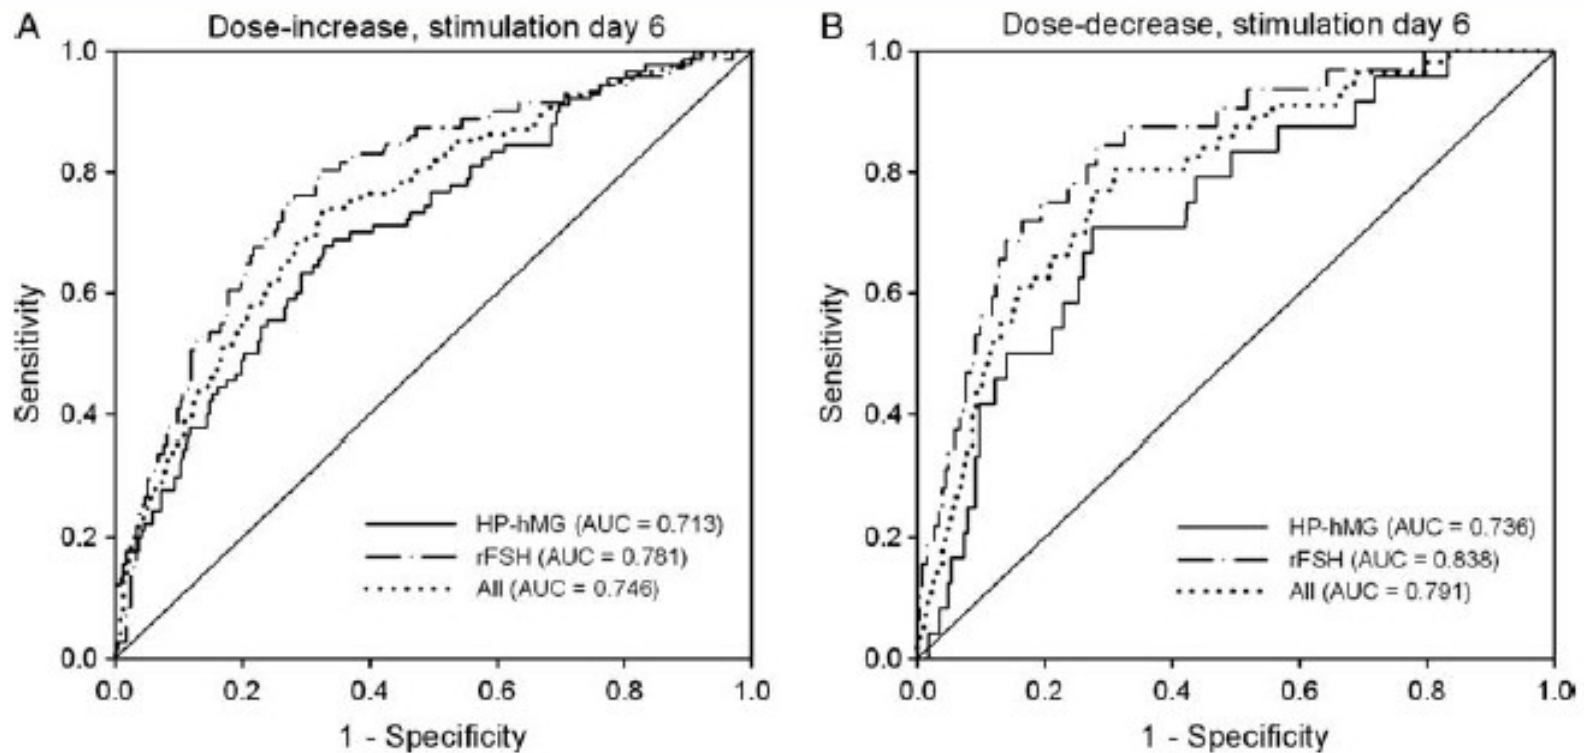 A
Dose-increase, stimulation day 6
1.0
0.8
0.6
0.4
0.2
0.0
Sensitivity
HP-hMG (AUC = 0.713)
rFSH (AUC = 0.781)
All (AUC = 0.746)
0.0 0.2 0.4 0.6 0.8 1.0
1 - Specificity
B
Dose-decrease, stimulation day 6
1.0
0.8
0.6
0.4
0.2
0.0
Sensitivity
HP-hMG (AUC = 0.736)
rFSH (AUC = 0.838)
All (AUC = 0.791)
0.0 0.2 0.4 0.6 0.8 1.0
1 - Specificity